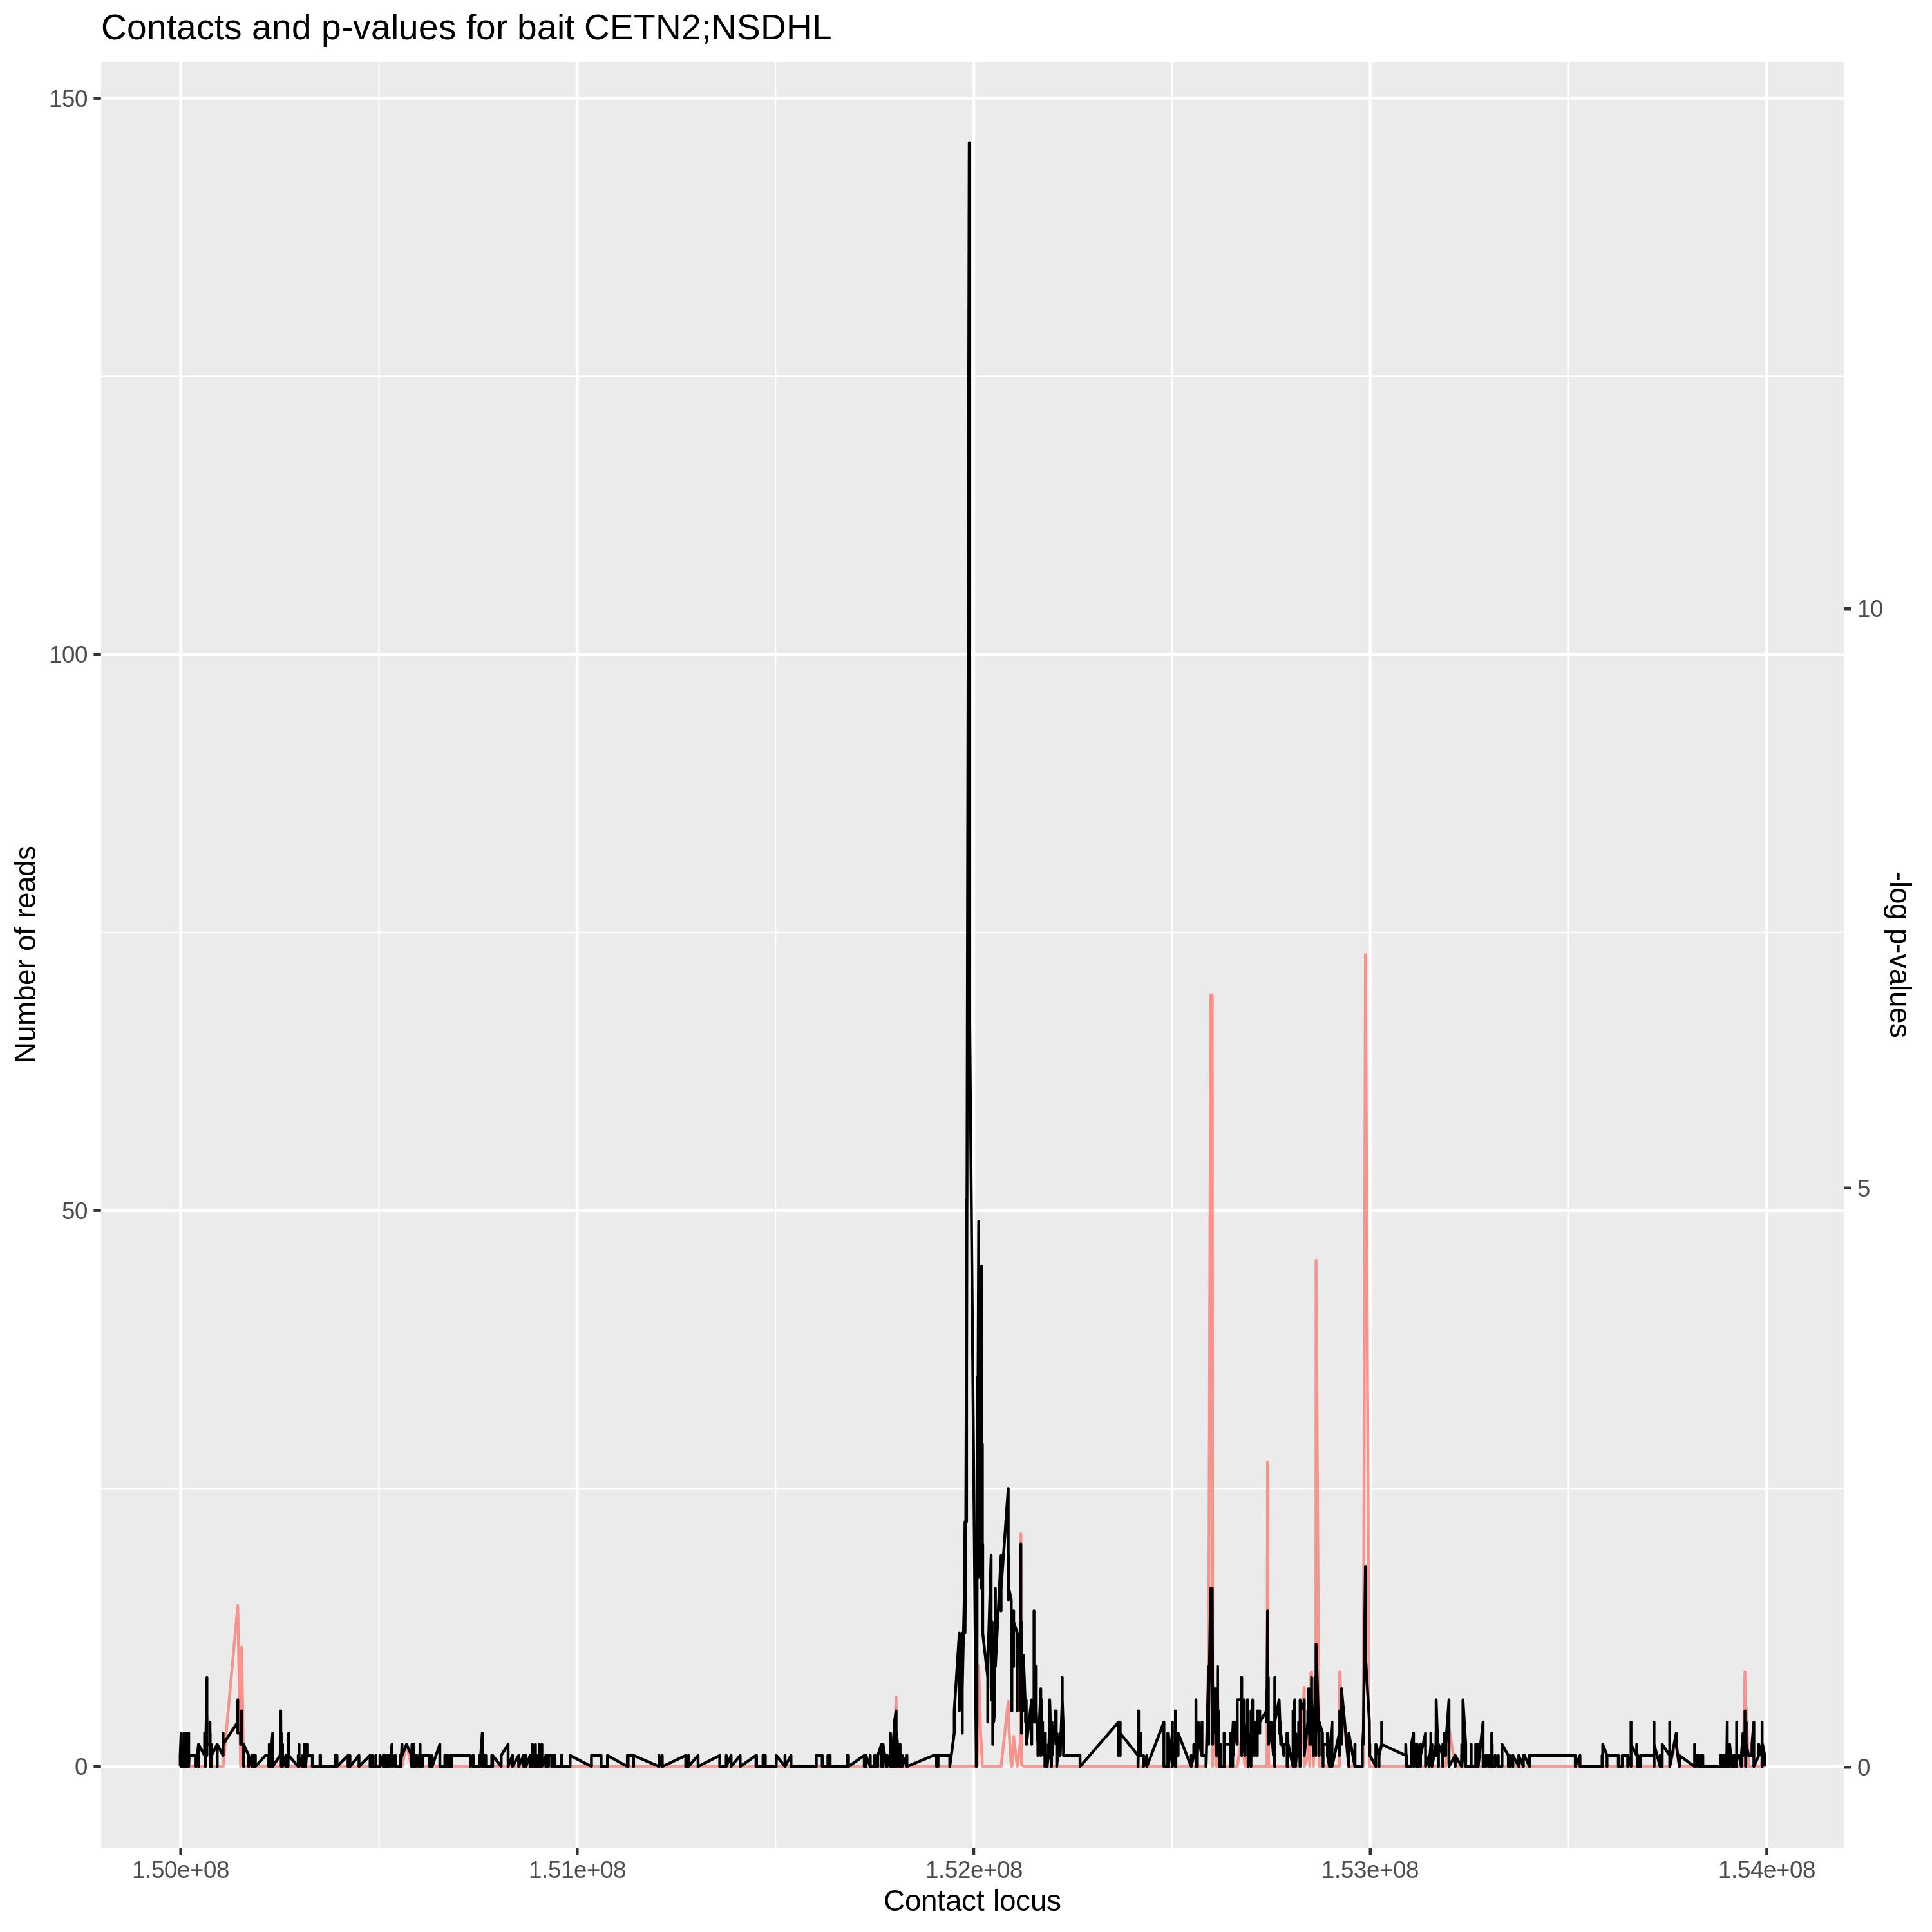 Contacts and p-values for bait CETN2;NSDHL
150
100
50
0
Number of reads
10
5
0
-log p-values
1.50e+08
1.51e+08
1.52e+08
1.53e+08
1.54e+08
Contact locus